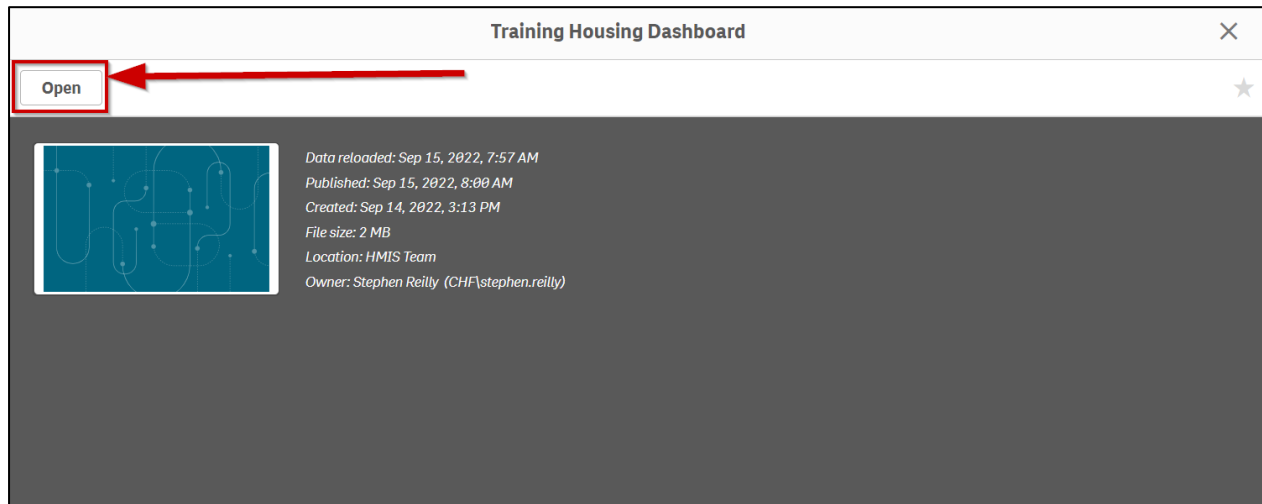 Training Housing Dashboard
Open
Data reloaded: Sep 15, 2022, 7:57 AM
Published: Sep 15, 2022, 8:00 AM
Created: Sep 14, 2022, 3:13 PM
File size: 2 MB
Location: HMIS Team
Owner: Stephen Reilly (CHF\stephen.reilly)